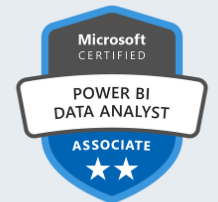 Microsoft
CERTIFIED
POWER BI
DATA ANALYST
ASSOCIATE